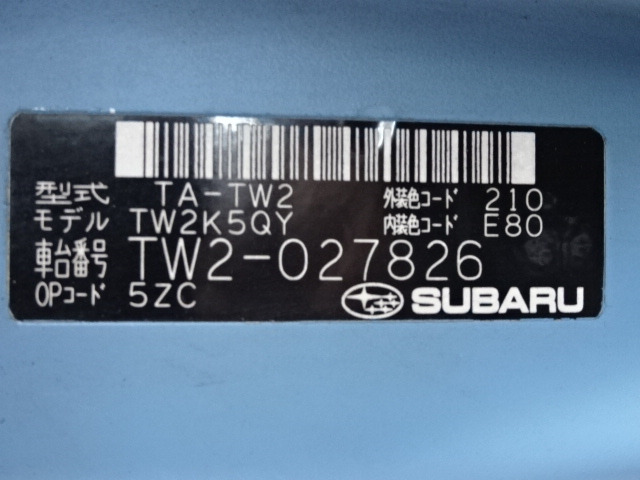 型式 TA-TW2 外装色コード 210
モデル TW2K5QY 内装色コード E80
車台番号 TW2-027826
OPコード 5ZC SUBARU